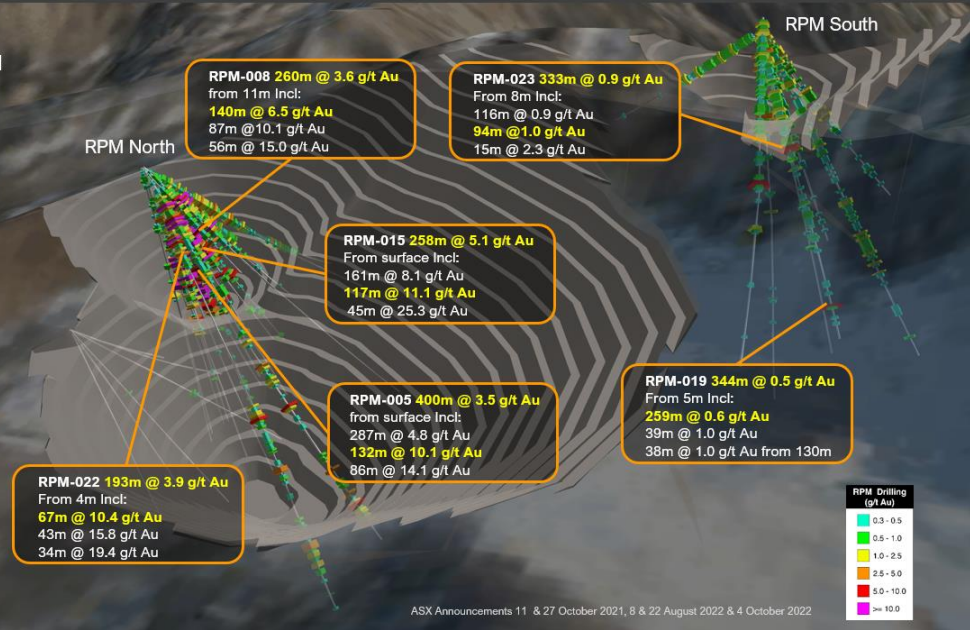 RPM South
RPM-008 260m @ 3.6 g/t Au
from 11m Incl:
140m @ 6.5 g/t Au
87m @10.1 g/t Au
56m @ 15.0 g/t Au
RPM-023 333m @ 0.9 g/t Au
From 8m Incl:
116m @ 0.9 g/t Au
94m @1.0 g/t Au
15m @ 2.3 g/t Au
RPM North
RPM-015 258m @ 5.1 g/t Au
From surface Incl:
161m @ 8.1 g/t Au
117m @ 11.1 g/t Au
45m @ 25.3 g/t Au
RPM-005 400m @ 3.5 g/t Au
from surface Incl:
287m @ 4.8 g/t Au
132m @ 10.1 g/t Au
86m @ 14.1 g/t Au
RPM-019 344m @ 0.5 g/t Au
From 5m Incl:
259m @ 0.6 g/t Au
39m @ 1.0 g/t Au
38m @ 1.0 g/t Au from 130m
RPM-022 193m @ 3.9 g/t Au
From 4m Incl:
67m @ 10.4 g/t Au
43m @ 15.8 g/t Au
34m @ 19.4 g/t Au
RPM Drilling
(g/t Au)
0.3 - 0.5
0.5 - 1.0
1.0 - 2.5
2.5 - 5.0
5.0 - 10.0
>= 10.0
ASX Announcements 11 & 27 October 2021, 8 & 22 August 2022 & 4 October 2022